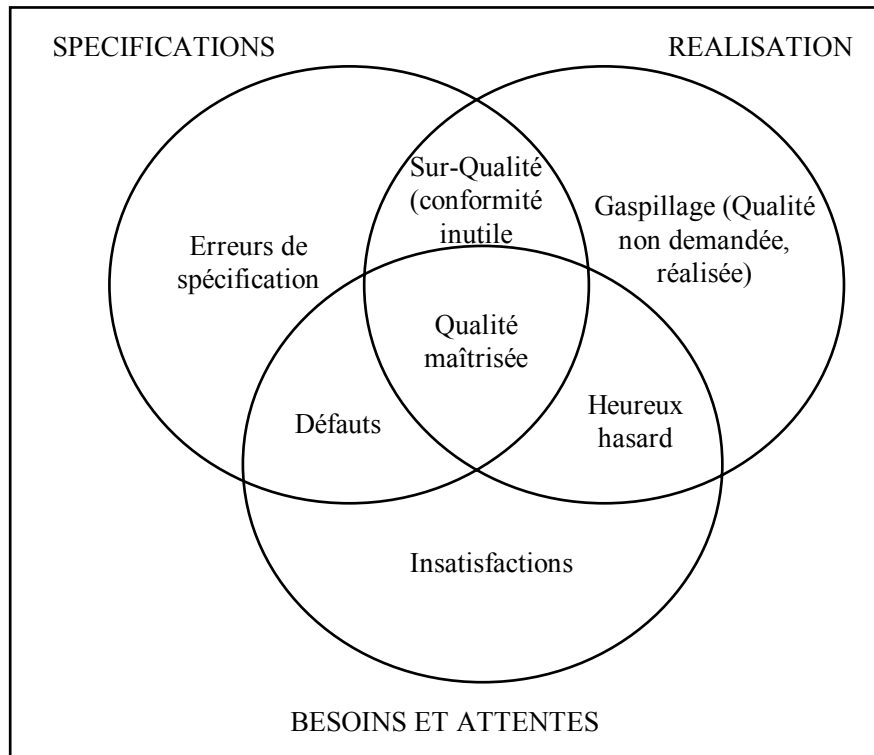 SPECIFICATIONS
REALISATION
Sur-Qualité
(conformité
inutile
Gaspillage (Qualité
non demandée,
réalisée)
Erreurs de
spécification
Qualité
maîtrisée
Défauts
Heureux
hasard
Insatisfactions
BESOINS ET ATTENTES